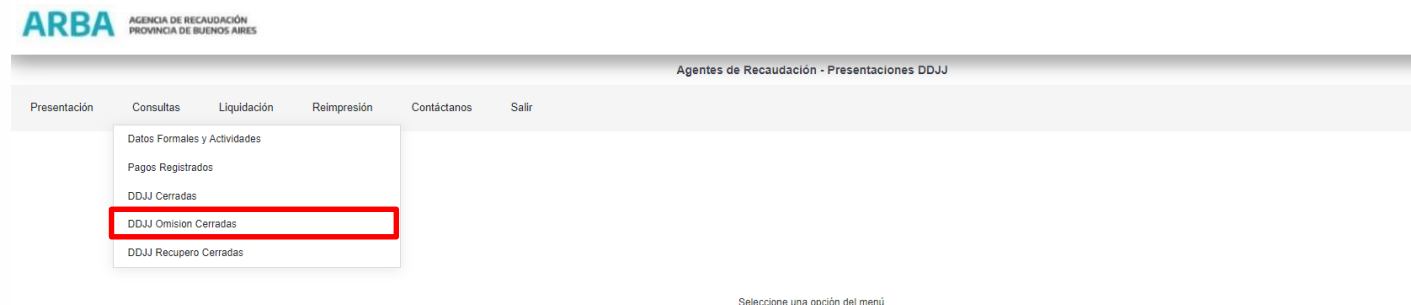 ARBA AGENCIA DE RECAUDACIÓN
PROVINCIA DE BUENOS AIRES
Agentes de Recaudación - Presentaciones DDJJ
Presentación Consultas Liquidación Reimpresión Contáctanos Salir
Datos Formales y Actividades
Pagos Registrados
DDJJ Cerradas
DDJJ Omision Cerradas
DDJJ Recupero Cerradas
Seleccione una opción del menú